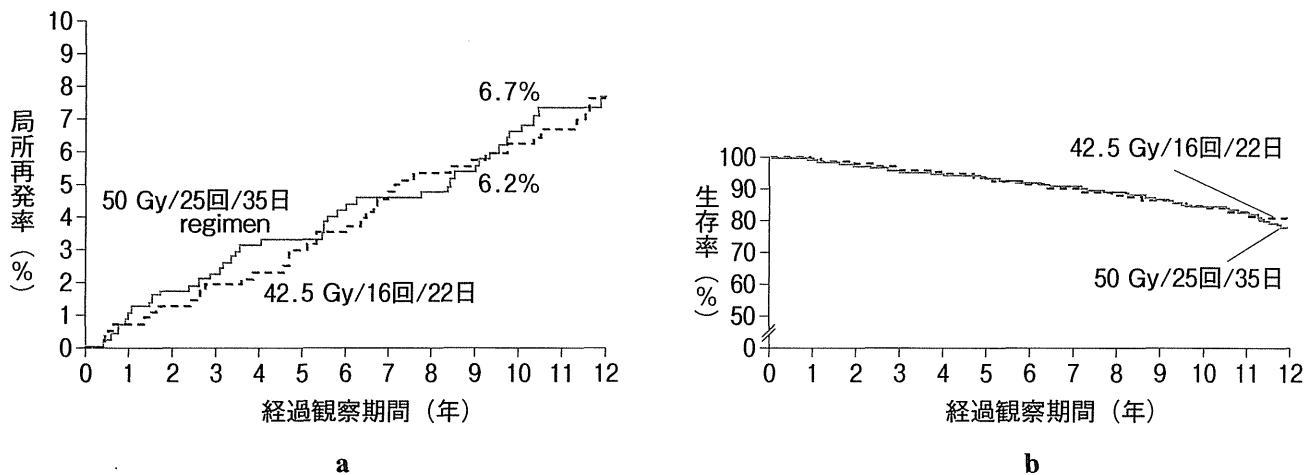 10
9
8
7
6
5
4
3
2
1
0
局所再発率（%）
6.7%
6.2%
50 Gy/25回/35日
regimen
42.5 Gy/16回/22日
0 1 2 3 4 5 6 7 8 9 10 11 12
経過観察期間（年）
a
100
90
80
70
60
50
0
生存率（%）
42.5 Gy/16回/22日
50 Gy/25回/35日
0 1 2 3 4 5 6 7 8 9 10 11 12
経過観察期間（年）
b